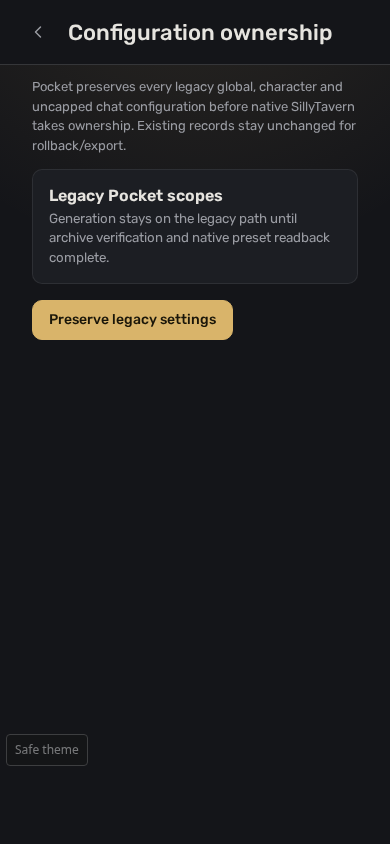 Configuration ownership
Pocket preserves every legacy global, character and
uncapped chat configuration before native SillyTavern
takes ownership. Existing records stay unchanged for
rollback/export.
Legacy Pocket scopes
Generation stays on the legacy path until
archive verification and native preset readback
complete.
Preserve legacy settings
Safe theme